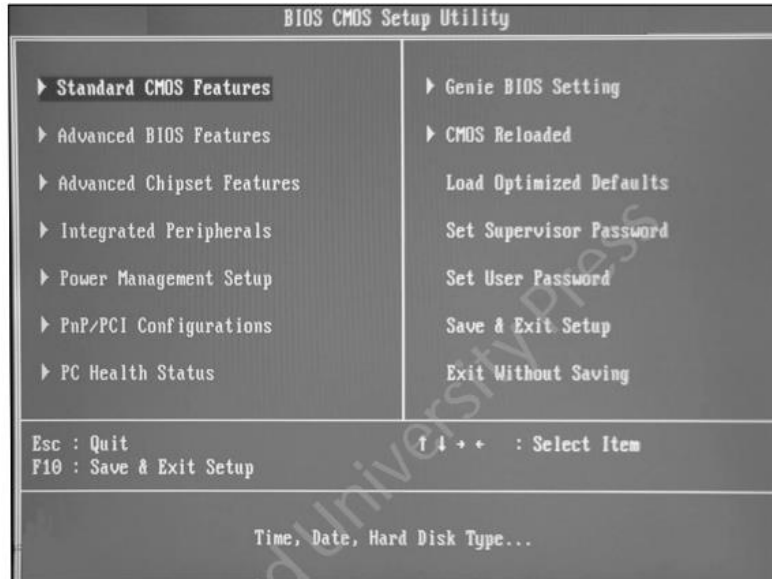 BIOS CMOS Setup Utility
Standard CMOS Features
Advanced BIOS Features
Advanced Chipset Features
Integrated Peripherals
Power Management Setup
PnP/PCI Configurations
PC Health Status
Genie BIOS Setting
CMOS Reloaded
Load Optimized Defaults
Set Supervisor Password
Set User Password
Save & Exit Setup
Exit Without Saving
Esc : Quit
F10 : Save & Exit Setup
↑ ↓ → ← : Select Item
Time, Date, Hard Disk Type...
University Press